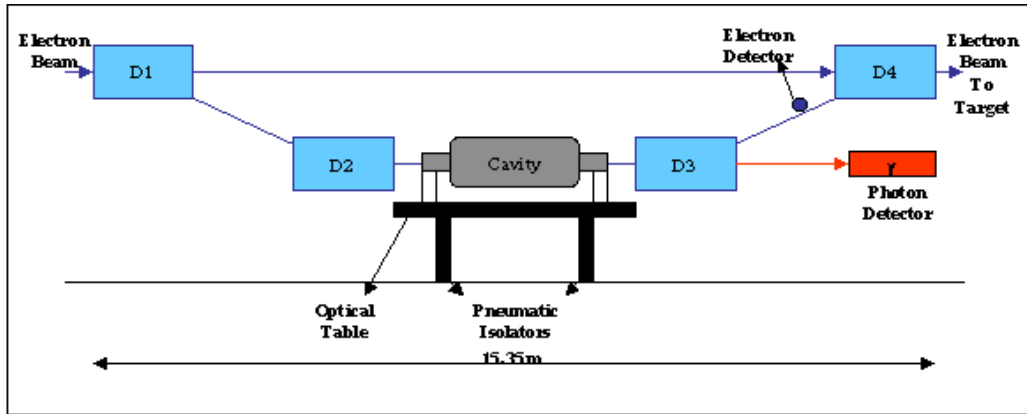 Electron
Beam
D1
Electron
Detector
D4
Electron
Beam
To
Target
D2
Cavity
D3
γ
Photon
Detector
Optical
Table
Pneumatic
Isolators
15.35m